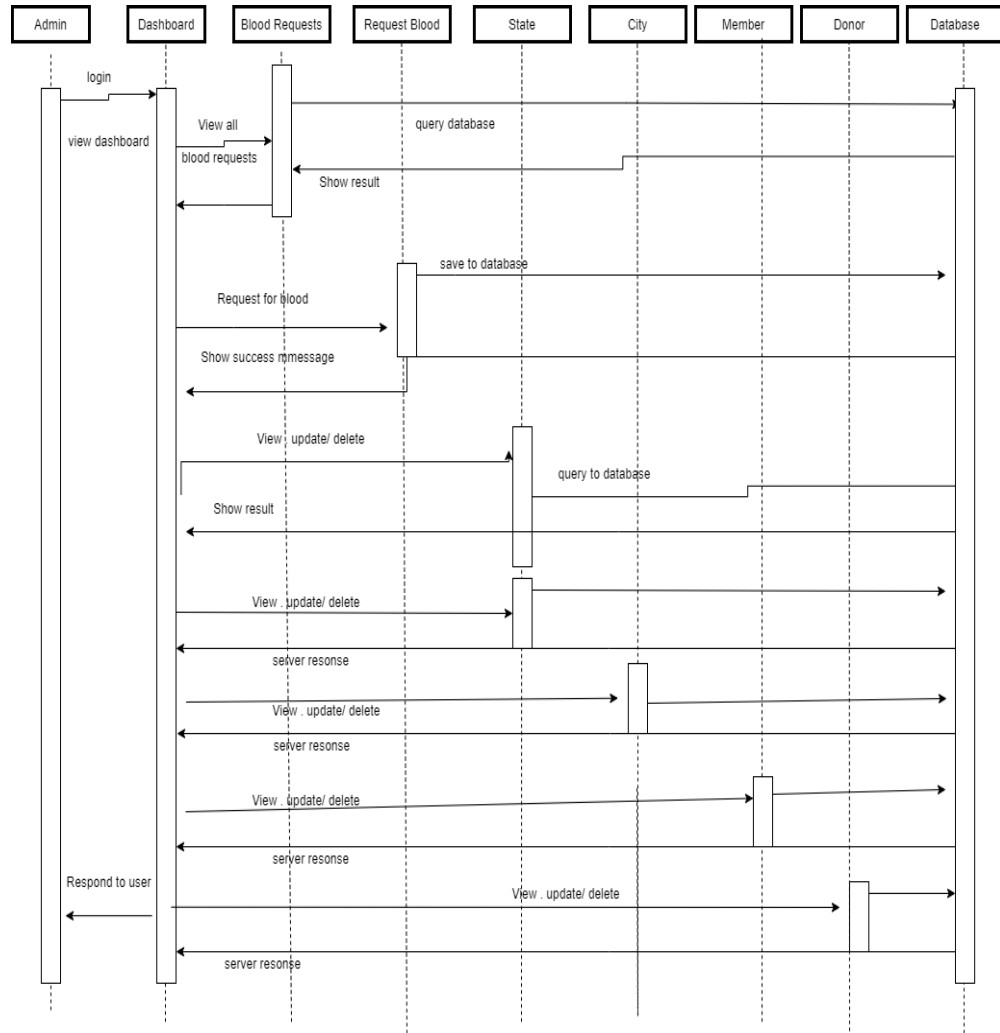 Admin
Dashboard
Blood Requests
Request Blood
State
City
Member
Donor
Database
login
View all
query database
view dashboard
blood requests
Show result
save to database
Request for blood
Show success mmessage
View . update/ delete
query to database
Show result
View . update/ delete
server resonse
View . update/ delete
server resonse
View . update/ delete
server resonse
Respond to user
View . update/ delete
server resonse